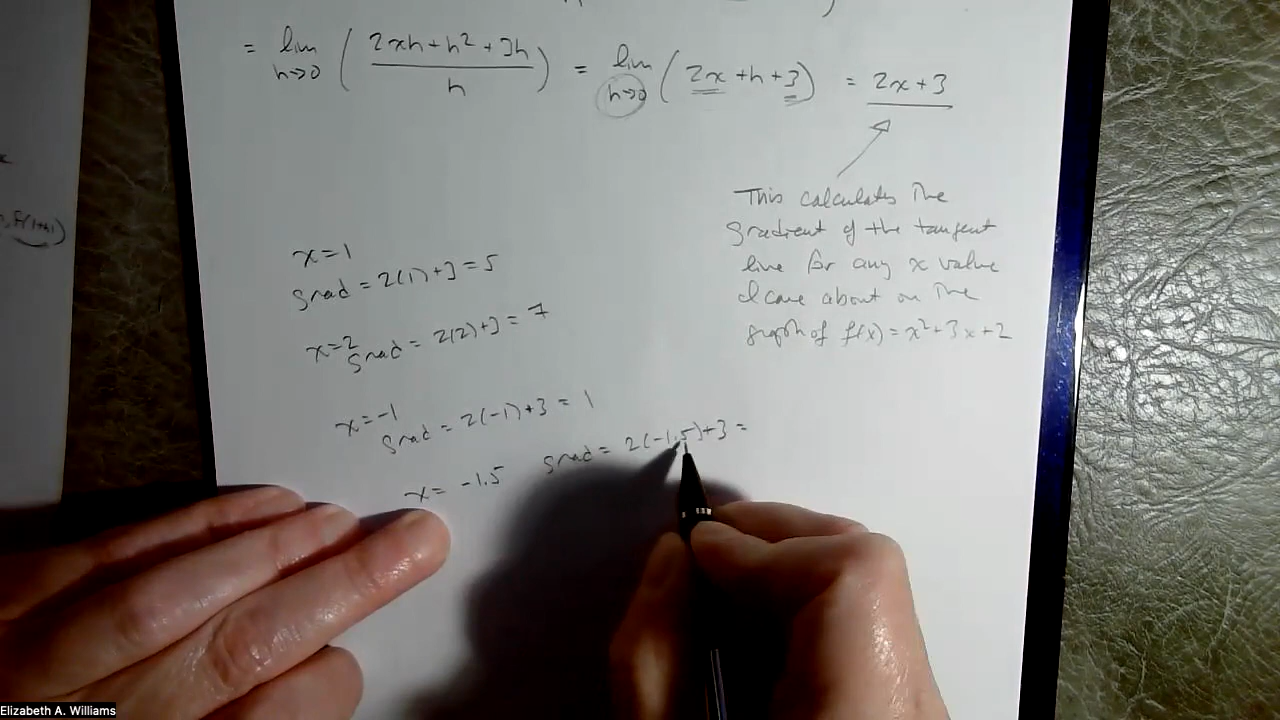 = lim h→0 ( 2xh + h² + 3h / h ) = lim h→0 ( 2x + h + 3 ) = 2x + 3
x, f(1+h))
This calculates the
gradient of the tangent
line for any x value
I care about on the
graph of f(x) = x² + 3x + 2
x = 1
grad = 2(1) + 3 = 5
x = 2
grad = 2(2) + 3 = 7
x = -1
grad = 2(-1) + 3 = 1
x = -1.5 grad = 2(-1.5) + 3 =
Elizabeth A. Williams